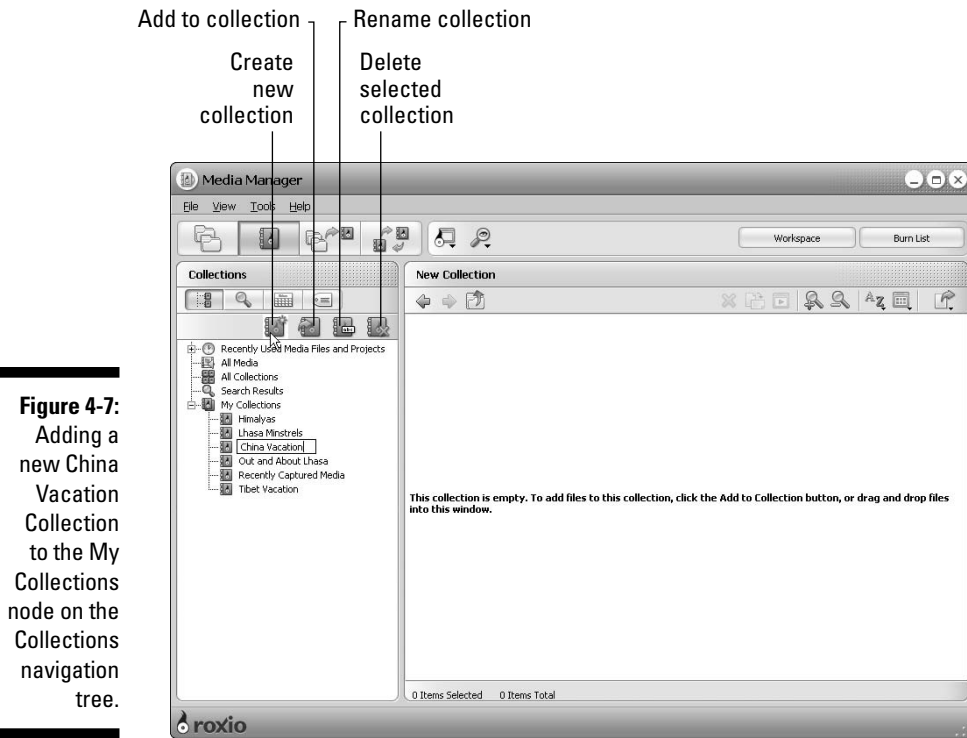 Add to collection
Rename collection
Create
new
collection
Delete
selected
collection
Media Manager
File View Tools Help
Workspace
Burn List
Collections
New Collection
Recently Used Media Files and Projects
All Media
All Collections
Search Results
My Collections
Himalyas
Lhasa Minstrels
China Vacation
Out and About Lhasa
Recently Captured Media
Tibet Vacation
This collection is empty. To add files to this collection, click the Add to Collection button, or drag and drop files
into this window.
0 Items Selected 0 Items Total
roxio
Figure 4-7:
Adding a
new China
Vacation
Collection
to the My
Collections
node on the
Collections
navigation
tree.